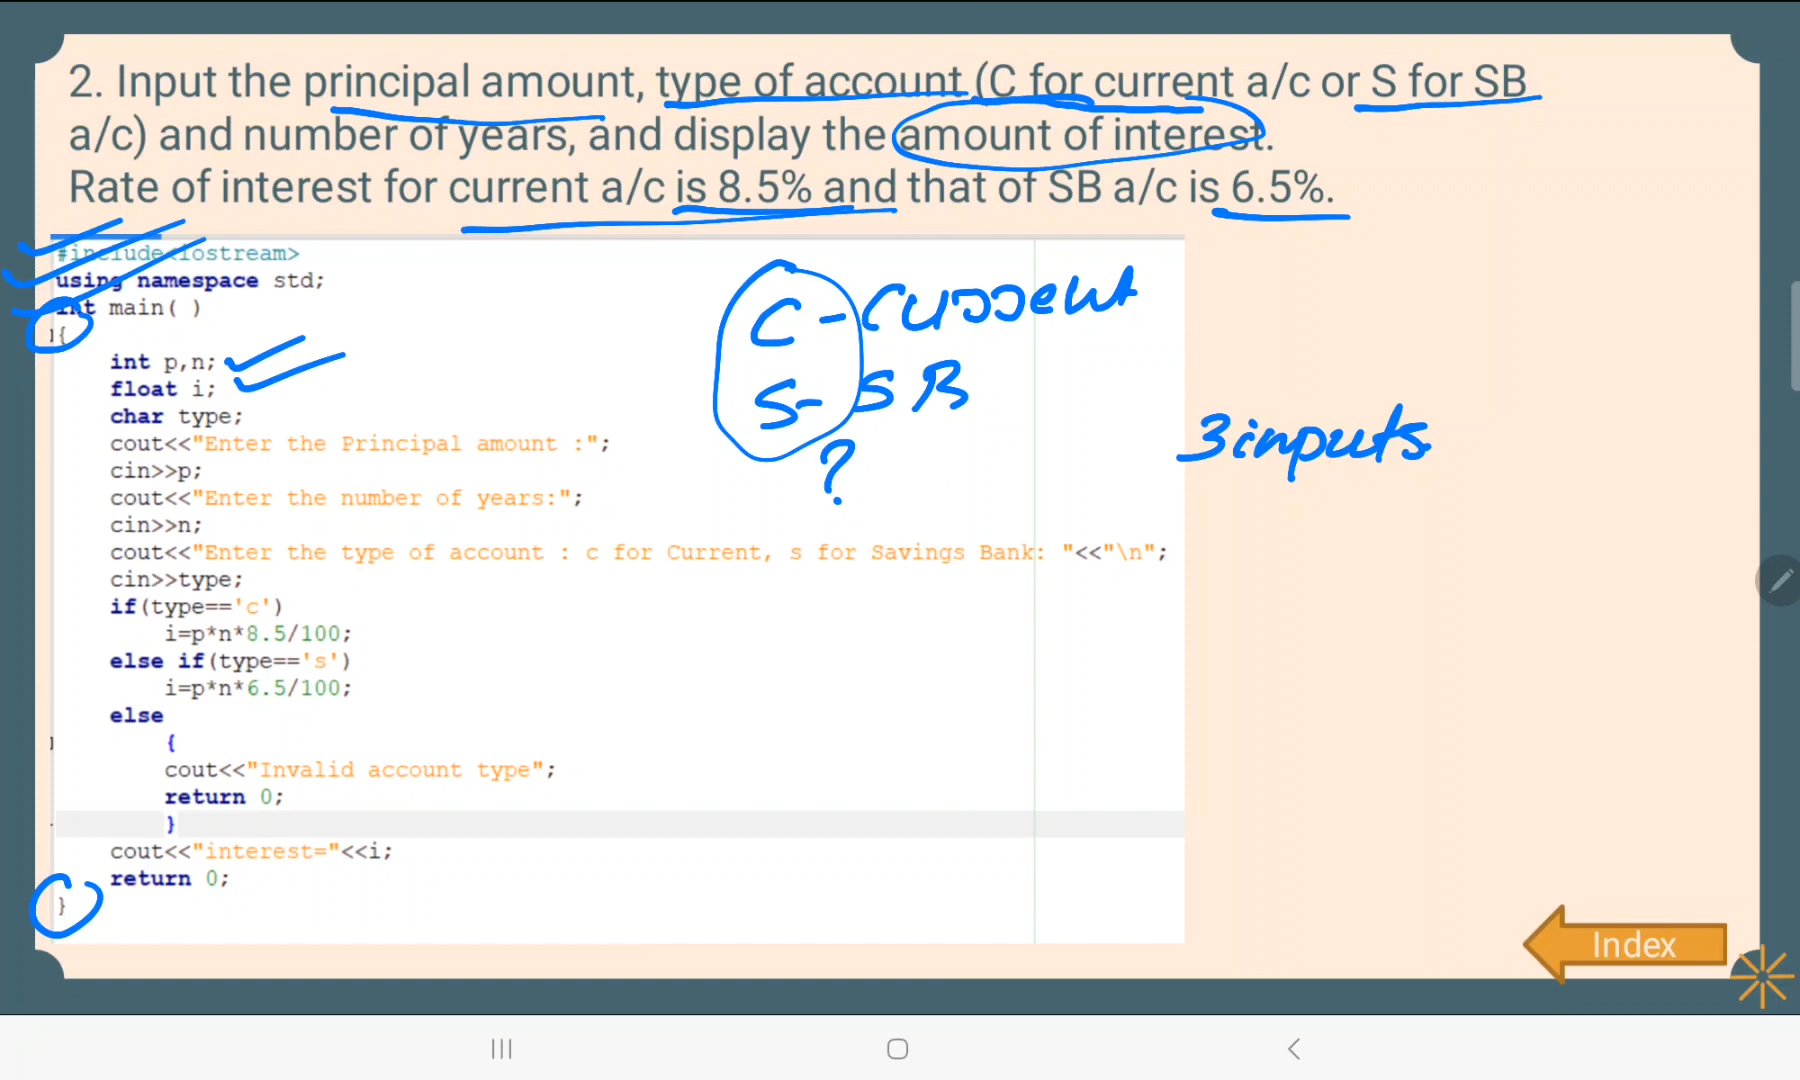 2. Input the principal amount, type of account (C for current a/c or S for SB
a/c) and number of years, and display the amount of interest.
Rate of interest for current a/c is 8.5% and that of SB a/c is 6.5%.
#include<iostream>
using namespace std;
int main( )
{
int p,n;
float i;
char type;
cout<<"Enter the Principal amount :";
cin>>p;
cout<<"Enter the number of years:";
cin>>n;
cout<<"Enter the type of account : c for Current, s for Savings Bank: "<<"\n";
cin>>type;
if(type=='c')
i=p*n*8.5/100;
else if(type=='s')
i=p*n*6.5/100;
else
{
cout<<"Invalid account type";
return 0;
}
cout<<"interest="<<i;
return 0;
}
C - Current
S - SB
?
3 inputs
Index